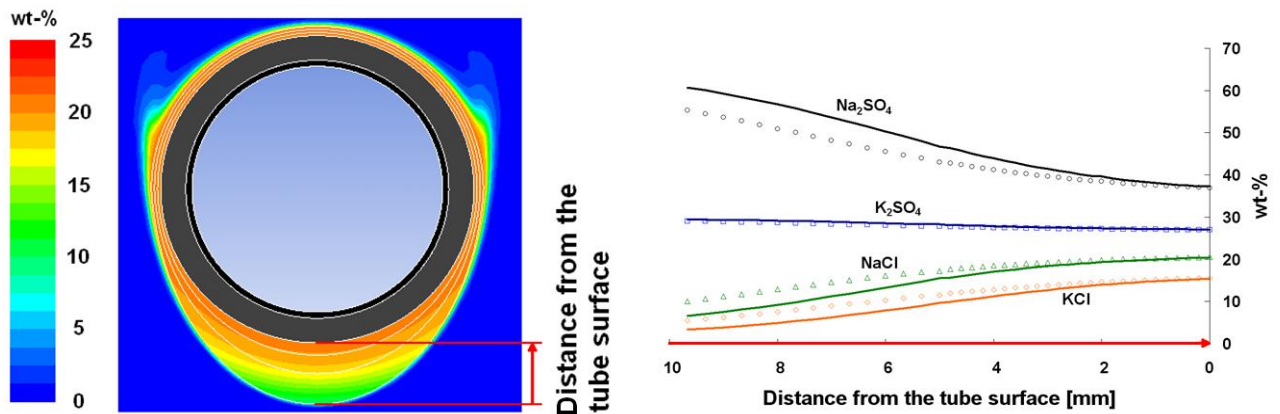 wt-%
25
20
15
10
5
0
Distance from the
tube surface
Na₂SO₄
K₂SO₄
NaCl
KCl
70
60
50
40
30
20
10
0
wt-%
10 8 6 4 2 0
Distance from the tube surface [mm]